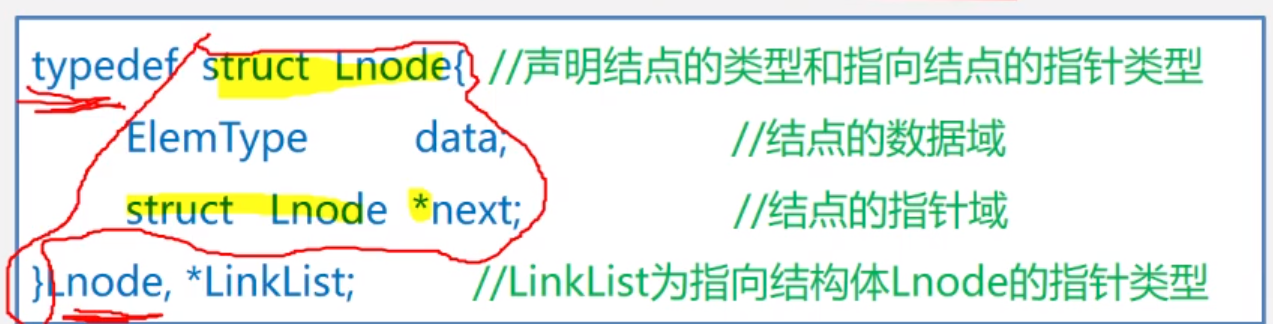 typedef struct Lnode{ //声明结点的类型和指向结点的指针类型
ElemType data; //结点的数据域
struct Lnode *next; //结点的指针域
}Lnode, *LinkList; //LinkList为指向结构体Lnode的指针类型